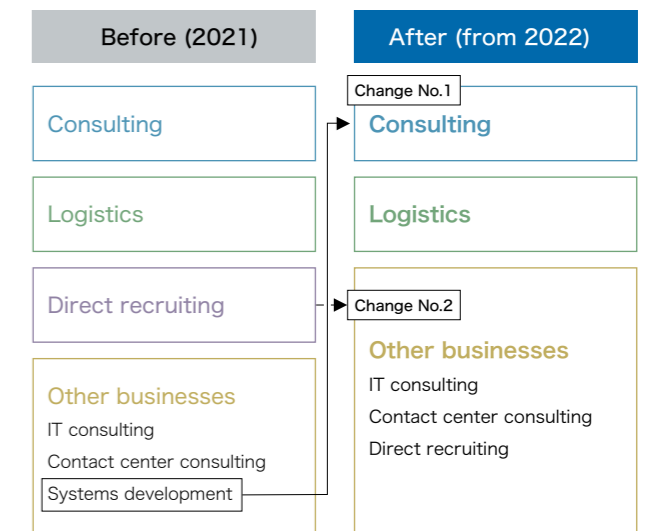 Before (2021)
After (from 2022)
Consulting
Logistics
Direct recruiting
Other businesses
IT consulting
Contact center consulting
Systems development
Change No.1
Consulting
Logistics
Change No.2
Other businesses
IT consulting
Contact center consulting
Direct recruiting